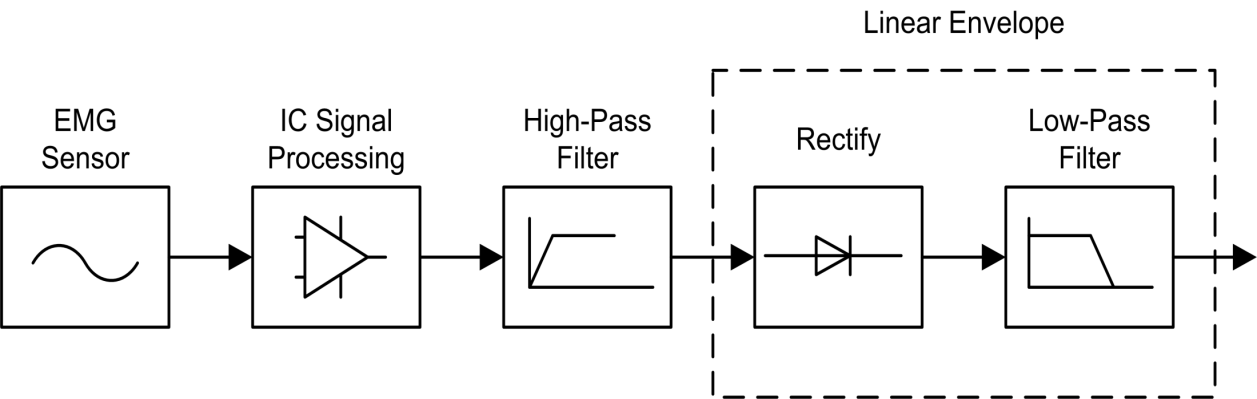 Linear Envelope
EMG
Sensor
IC Signal
Processing
High-Pass
Filter
Rectify
Low-Pass
Filter